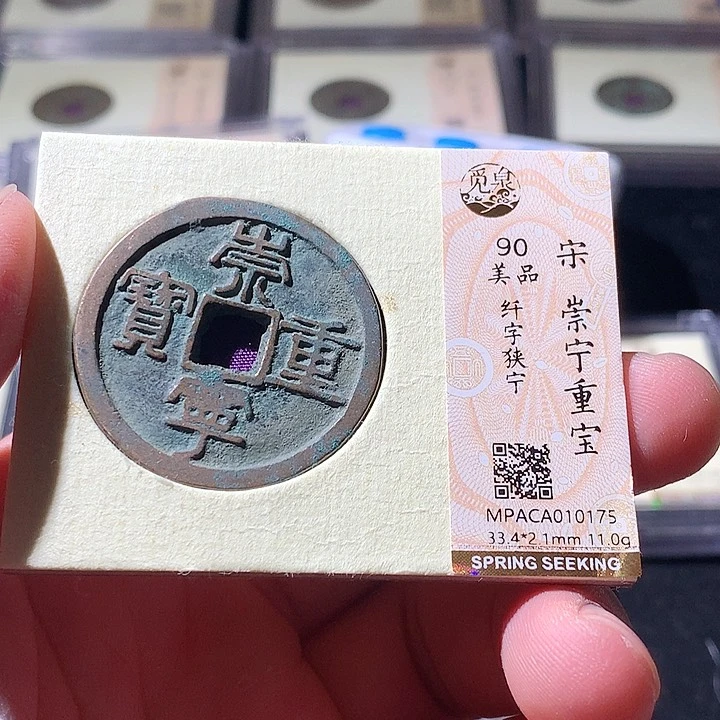 崇
寧
重
寶
觅泉
宋 崇宁重宝
90
美品
纤字狭宁
MPACA010175
33.4*2.1mm 11.0g
SPRING SEEKING